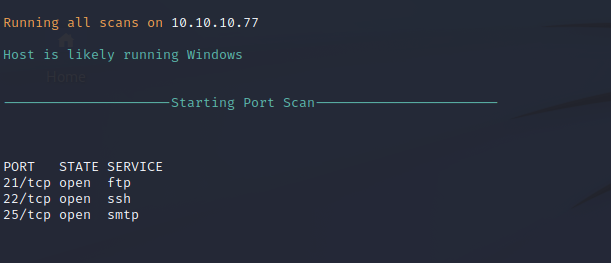 Running all scans on 10.10.10.77
Host is likely running Windows
Home
---------------------Starting Port Scan-----------------------
PORT   STATE SERVICE
21/tcp open  ftp
22/tcp open  ssh
25/tcp open  smtp